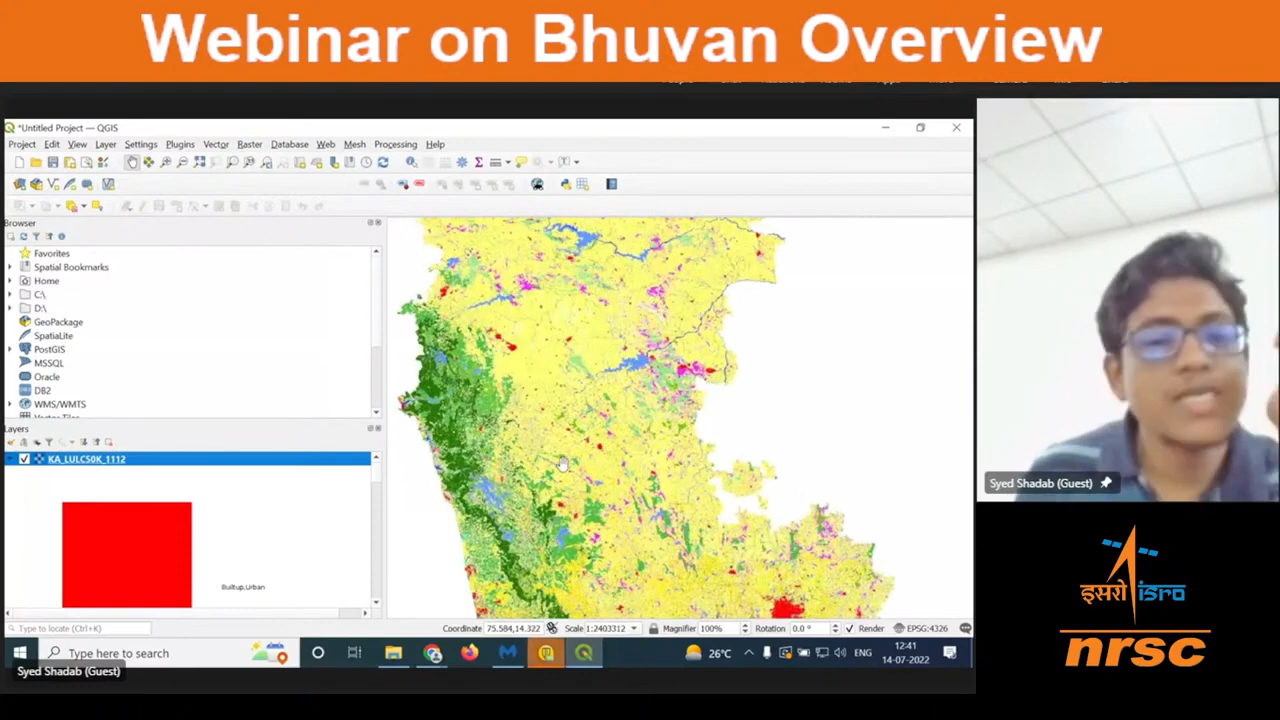 Webinar on Bhuvan Overview
*Untitled Project — QGIS
Project Edit View Layer Settings Plugins Vector Raster Database Web Mesh Processing Help
Browser
Favorites
Spatial Bookmarks
Home
C:\
D:\
GeoPackage
SpatiaLite
PostGIS
MSSQL
Oracle
DB2
WMS/WMTS
Vector Tiles
Layers
KA_LULC50K_1112
Builtup,Urban
Type to locate (Ctrl+K)
Coordinate 75.584,14.322 Scale 1:2403312 Magnifier 100% Rotation 0.0 ° Render EPSG:4326
Type here to search
26°C ENG
12:41
14-07-2022
Syed Shadab (Guest)
Syed Shadab (Guest)
इसरो isro
nrsc